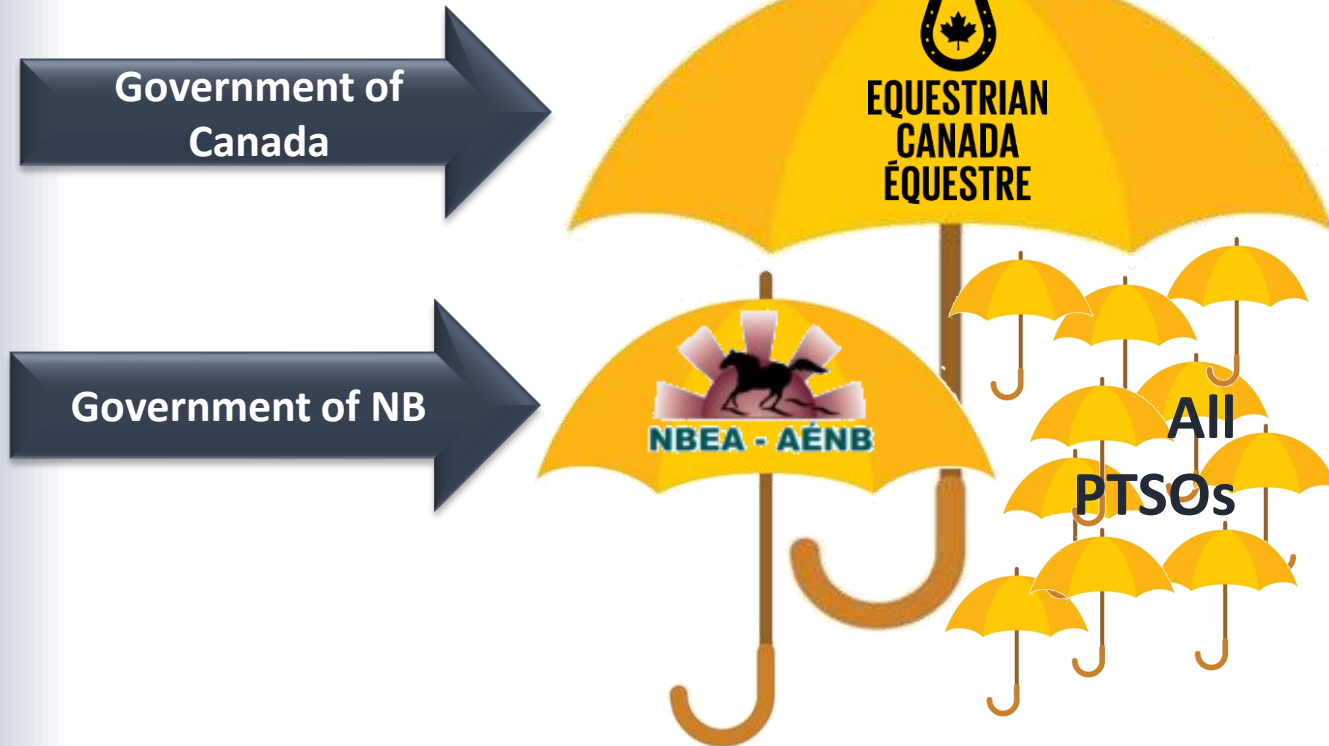 Government of
Canada
EQUESTRIAN
CANADA
ÉQUESTRE
Government of NB
NBEA - AÉNB
All
PTSOs